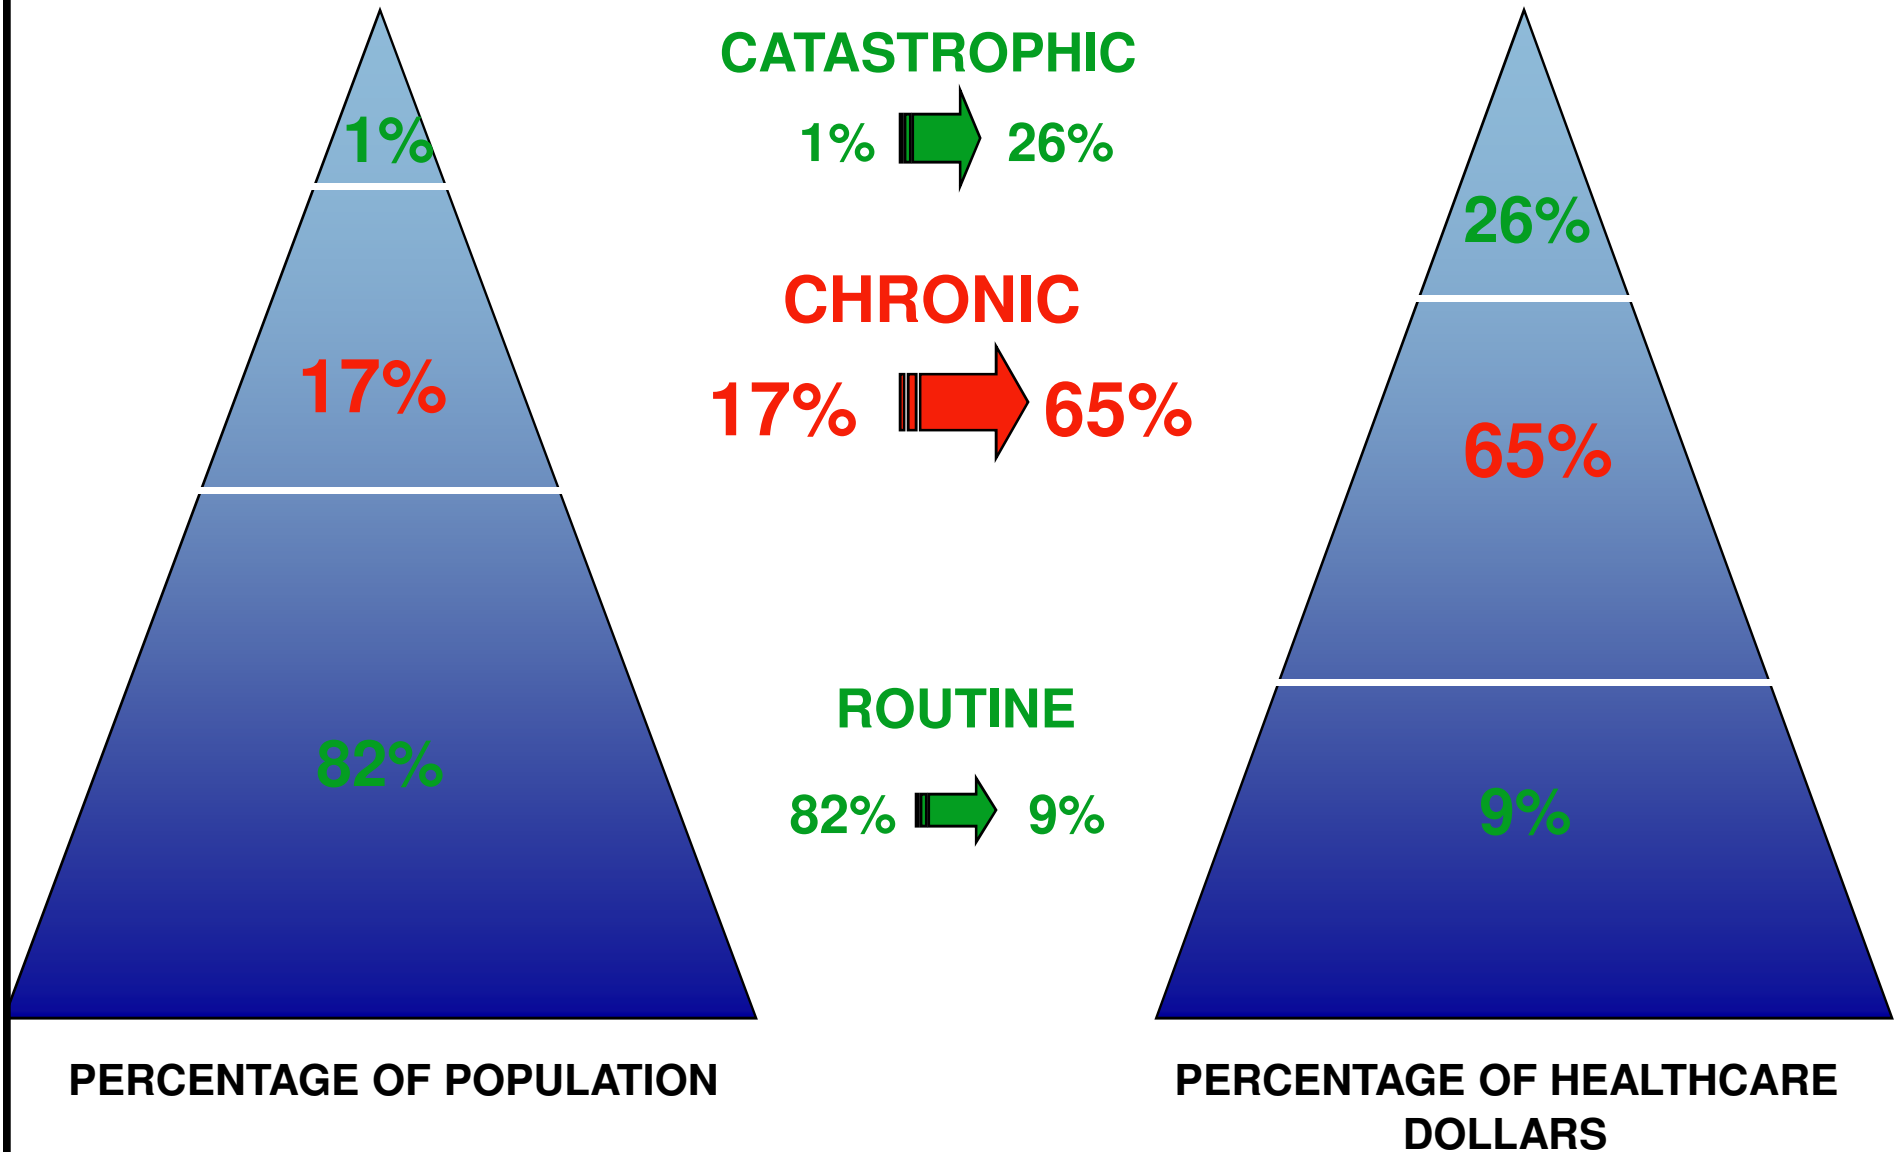 CATASTROPHIC
1%
1%
26%
26%
CHRONIC
17%
17%
65%
65%
ROUTINE
82%
82%
9%
9%
PERCENTAGE OF POPULATION
PERCENTAGE OF HEALTHCARE
DOLLARS